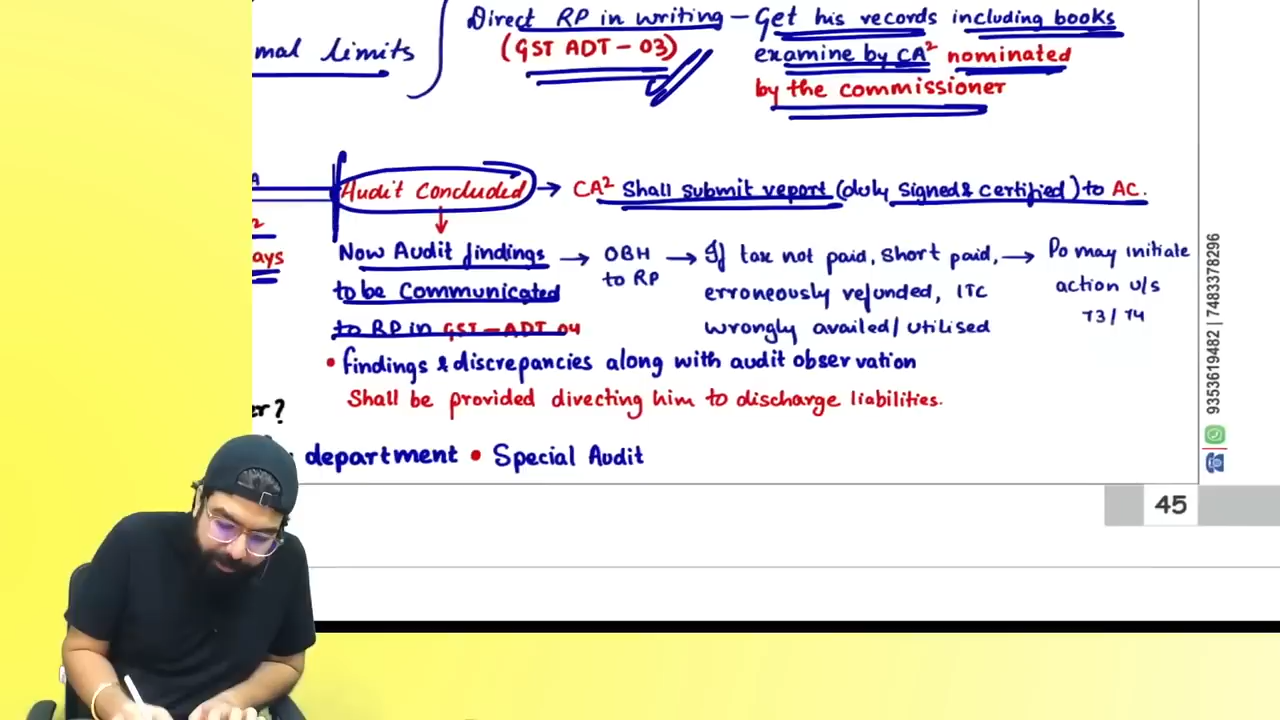 Direct RP in writing – Get his records including books
mal limits
(GST ADT – 03)
examine by CA² nominated
by the commissioner
A
Audit Concluded → CA² Shall submit report (duly Signed & certified) to AC.
2
ays
Now Audit findings → OBH → If tax not paid, Short paid, → Po may initiate
to be Communicated to RP erroneously refunded, ITC action u/s
to RP in GST – ADT 04 wrongly availed/utilised 73/74
• findings & discrepancies along with audit observation
Shall be provided directing him to discharge liabilities.
er?
department • Special Audit
45
9353619482 | 7483378296